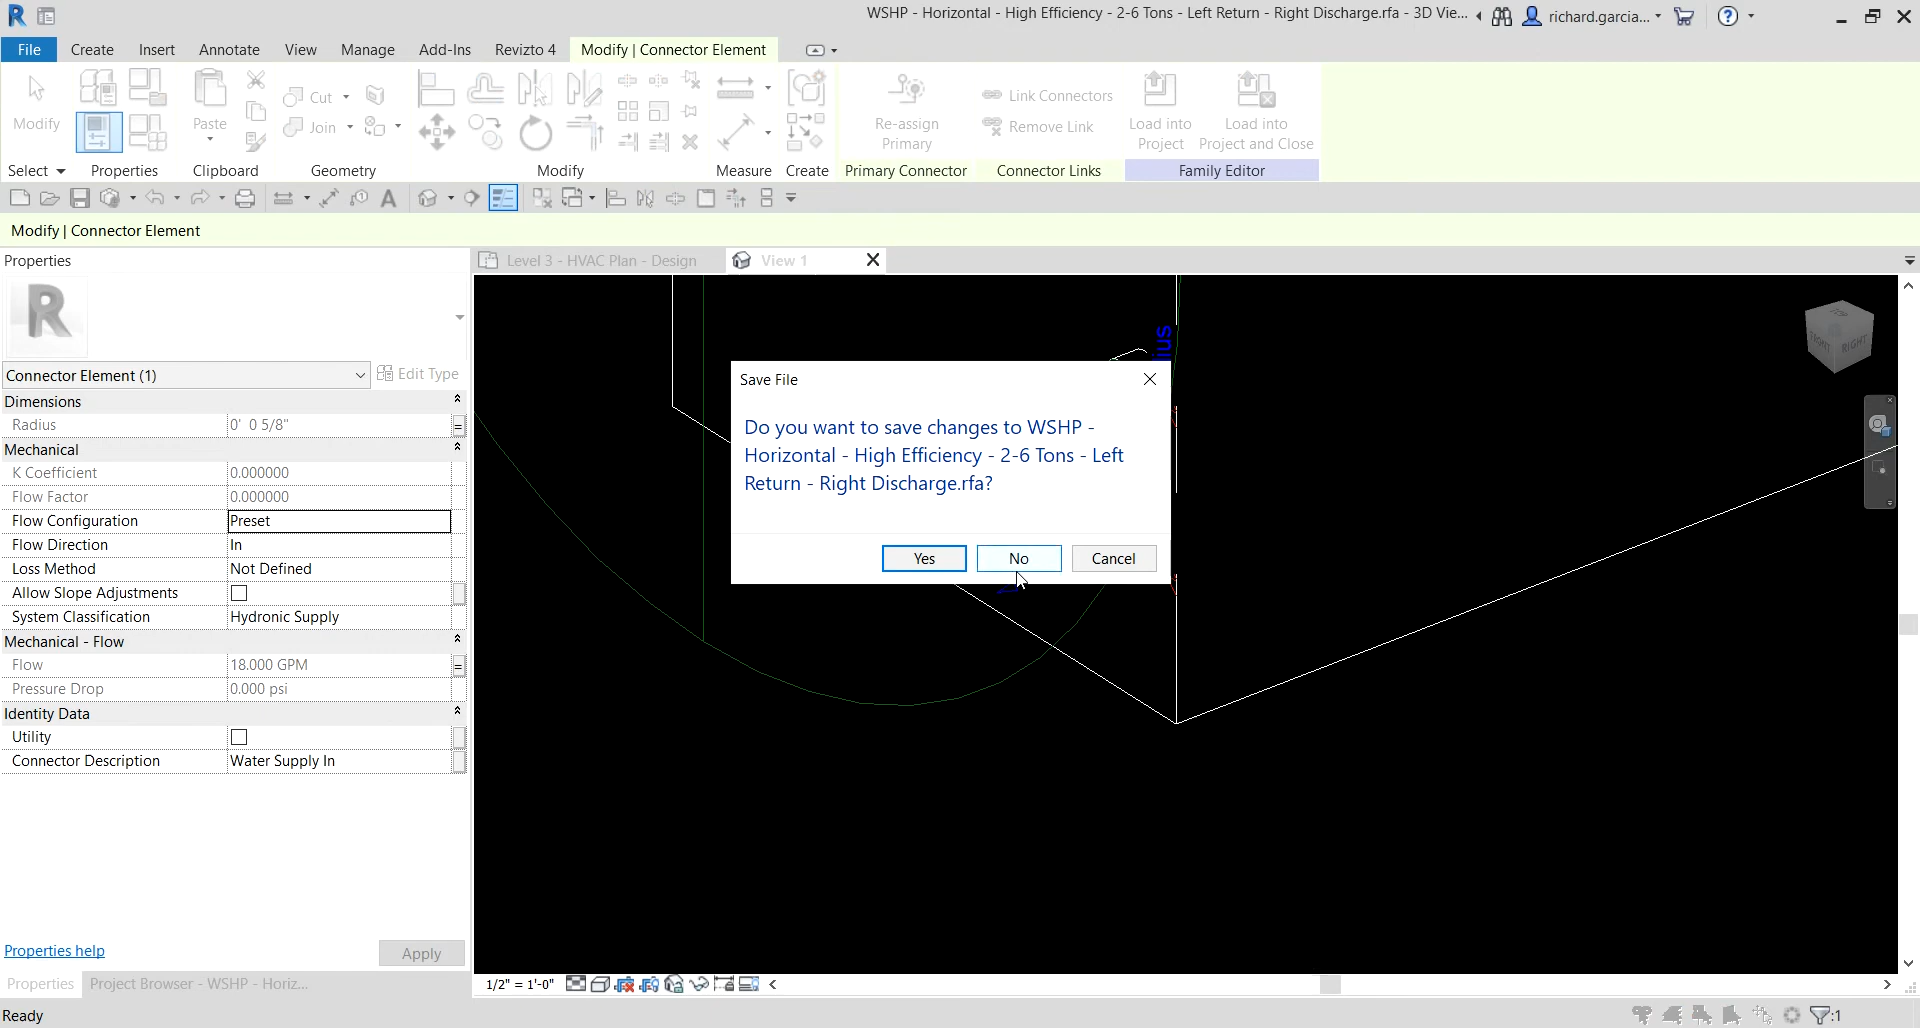 WSHP - Horizontal - High Efficiency - 2-6 Tons - Left Return - Right Discharge.rfa - 3D Vie...
richard.garcia...
File Create Insert Annotate View Manage Add-Ins Revizto 4 Modify | Connector Element
Modify
Paste
Cut
Join
Re-assign
Primary
Link Connectors
Remove Link
Load into
Project
Load into
Project and Close
Select Properties Clipboard Geometry Modify Measure Create Primary Connector Connector Links Family Editor
Modify | Connector Element
Properties
Level 3 - HVAC Plan - Design
View 1
R
Connector Element (1)
Edit Type
Dimensions
Radius 0' 0 5/8"
=
Mechanical
K Coefficient 0.000000
Flow Factor 0.000000
Flow Configuration Preset
Flow Direction In
Loss Method Not Defined
Allow Slope Adjustments
System Classification Hydronic Supply
Mechanical - Flow
Flow 18.000 GPM
=
Pressure Drop 0.000 psi
Identity Data
Utility
Connector Description Water Supply In
Properties help
Apply
Properties
Project Browser - WSHP - Horiz...
Ready
ius
TOP
FRONT
RIGHT
Save File
Do you want to save changes to WSHP -
Horizontal - High Efficiency - 2-6 Tons - Left
Return - Right Discharge.rfa?
Yes
No
Cancel
1/2" = 1'-0"
:1